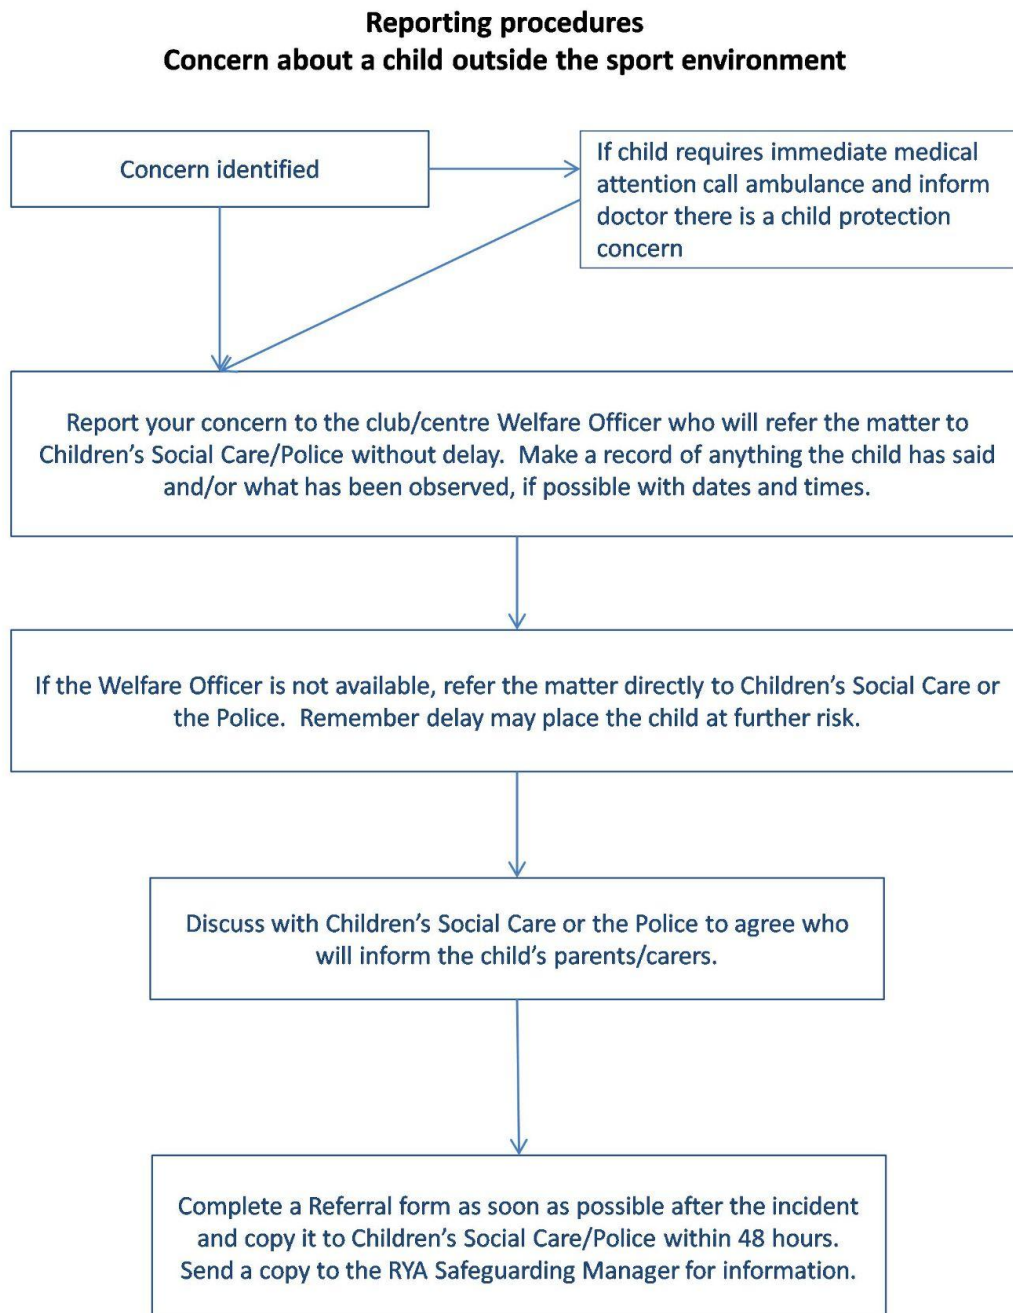 Reporting procedures
Concern about a child outside the sport environment
Concern identified
If child requires immediate medical
attention call ambulance and inform
doctor there is a child protection
concern
Report your concern to the club/centre Welfare Officer who will refer the matter to
Children's Social Care/Police without delay.  Make a record of anything the child has said
and/or what has been observed, if possible with dates and times.
If the Welfare Officer is not available, refer the matter directly to Children's Social Care or
the Police.  Remember delay may place the child at further risk.
Discuss with Children's Social Care or the Police to agree who
will inform the child's parents/carers.
Complete a Referral form as soon as possible after the incident
and copy it to Children's Social Care/Police within 48 hours.
Send a copy to the RYA Safeguarding Manager for information.